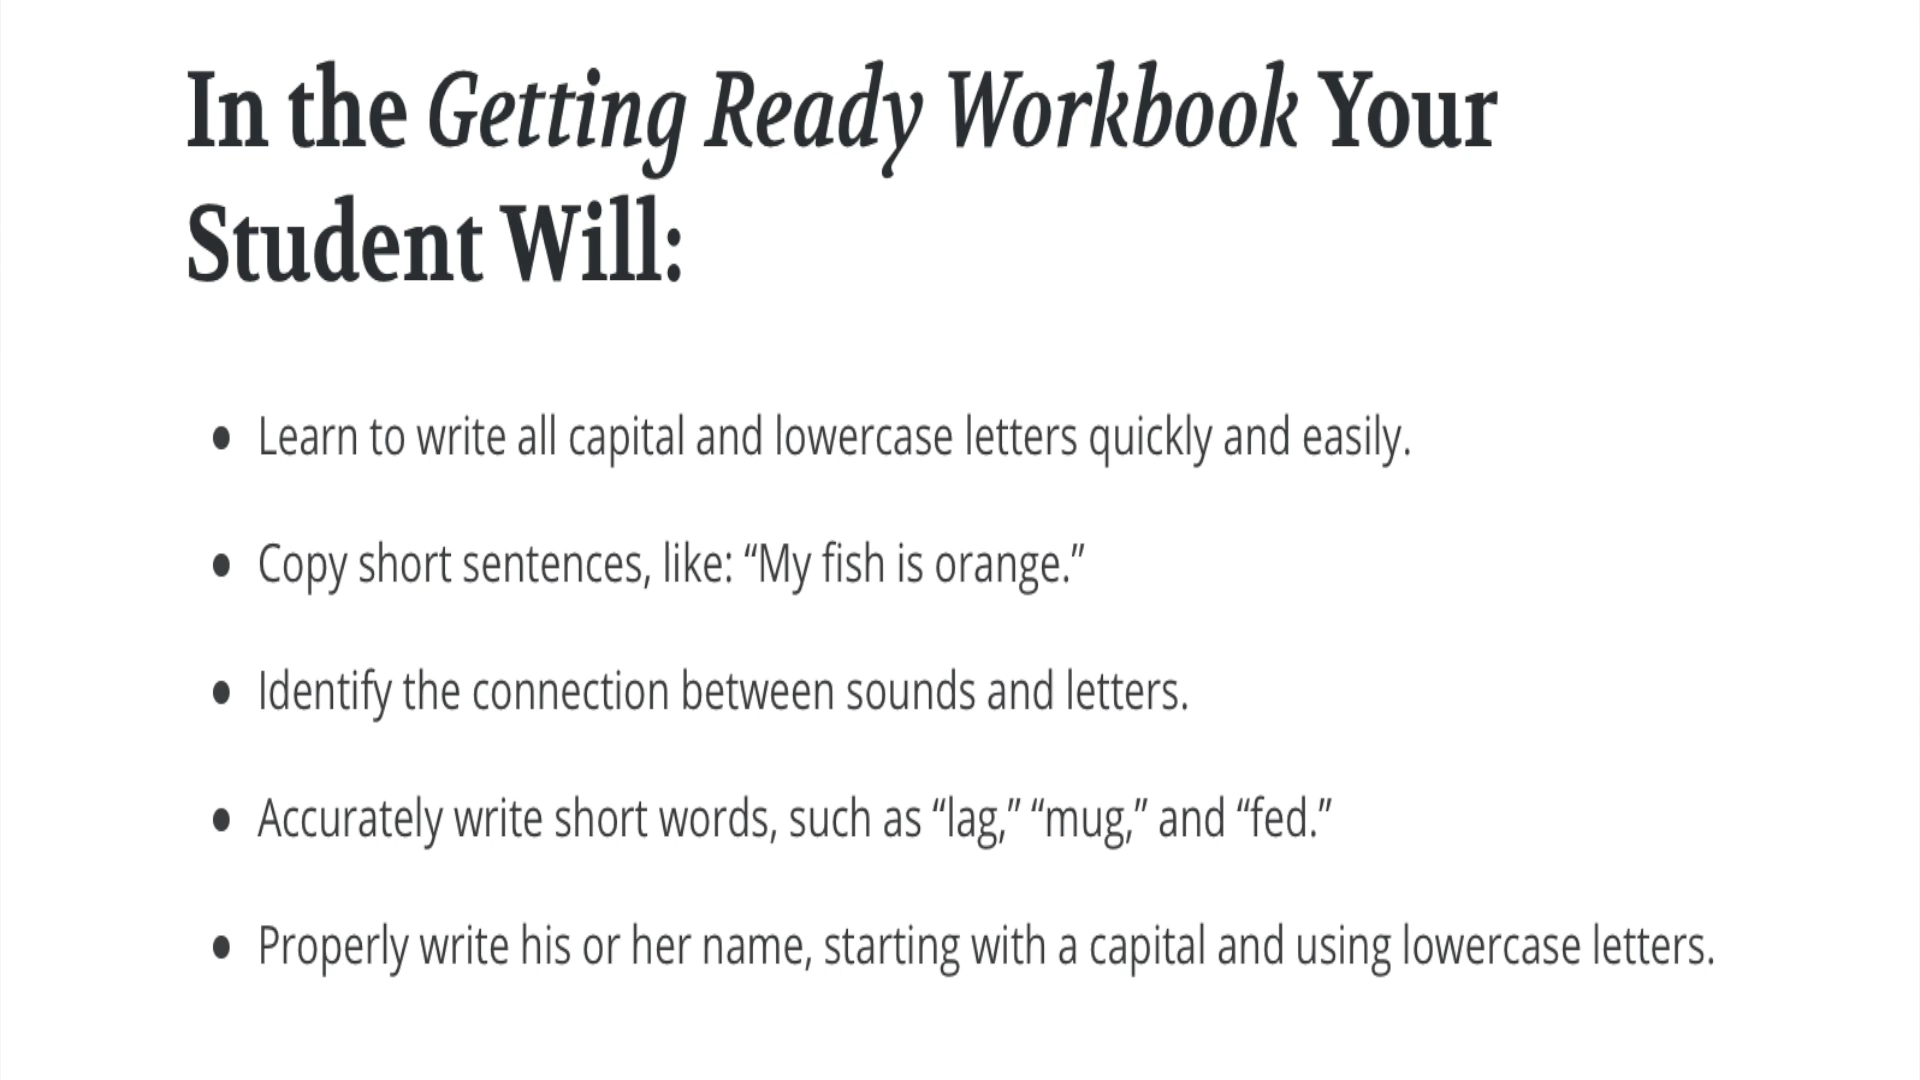 In the Getting Ready Workbook Your
Student Will:
• Learn to write all capital and lowercase letters quickly and easily.
• Copy short sentences, like: “My fish is orange.”
• Identify the connection between sounds and letters.
• Accurately write short words, such as “lag,” “mug,” and “fed.”
• Properly write his or her name, starting with a capital and using lowercase letters.